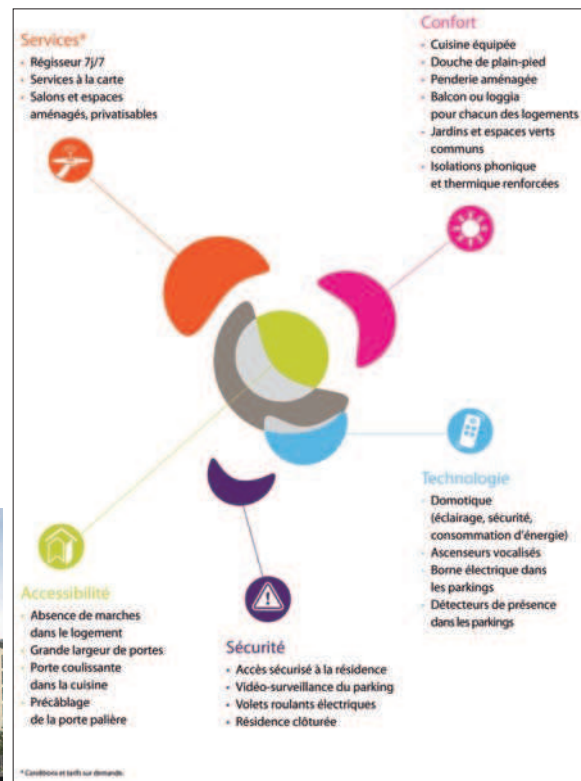 Services*
• Régisseur 7j/7
• Services à la carte
• Salons et espaces
aménagés, privatisables
Confort
• Cuisine équipée
• Douche de plain-pied
• Penderie aménagée
• Balcon ou loggia
pour chacun des logements
• Jardins et espaces verts
communs
• Isolations phonique
et thermique renforcées
Technologie
• Domotique
(éclairage, sécurité,
consommation d'énergie)
• Ascenseurs vocalisés
• Borne électrique dans
les parkings
• Détecteurs de présence
dans les parkings
Accessibilité
• Absence de marches
dans le logement
• Grande largeur de portes
• Porte coulissante
dans la cuisine
• Précâblage
de la porte palière
Sécurité
• Accès sécurisé à la résidence
• Vidéo-surveillance du parking
• Volets roulants électriques
• Résidence clôturée
* Conditions et tarifs sur demande.